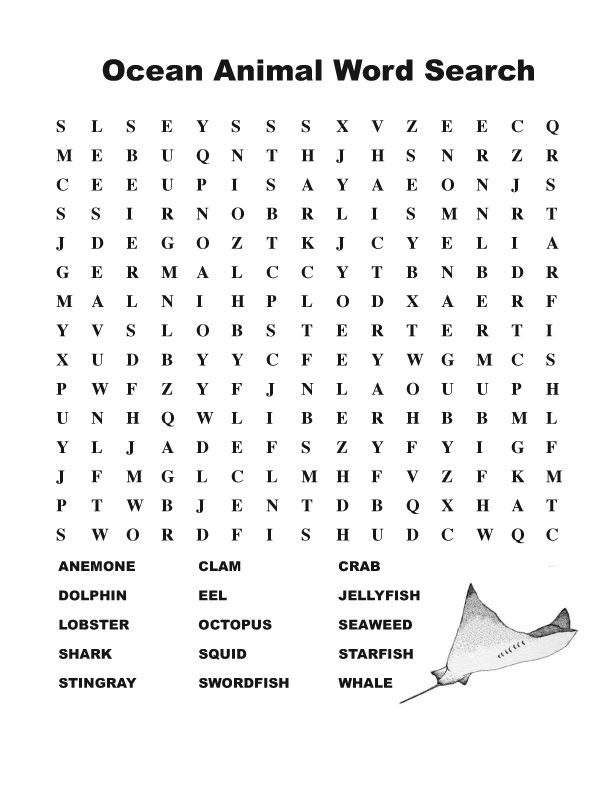 Ocean Animal Word Search
S L S E Y S S S X V Z E E C Q
M E B U Q N T H J H S N R Z R
C E E U P I S A Y A E O N J S
S S I R N O B R L I S M N R T
J D E G O Z T K J C Y E L I A
G E R M A L C C Y T B N B D R
M A L N I H P L O D X A E R F
Y V S L O B S T E R T E R T I
X U D B Y Y C F E Y W G M C S
P W F Z Y F J N L A O U U P H
U N H Q W L I B E R H B B M L
Y L J A D E F S Z Y F Y I G F
J F M G L C L M H F V Z F K M
P T W B J E N T D B Q X H A T
S W O R D F I S H U D C W Q C
ANEMONE CLAM CRAB
DOLPHIN EEL JELLYFISH
LOBSTER OCTOPUS SEAWEED
SHARK SQUID STARFISH
STINGRAY SWORDFISH WHALE